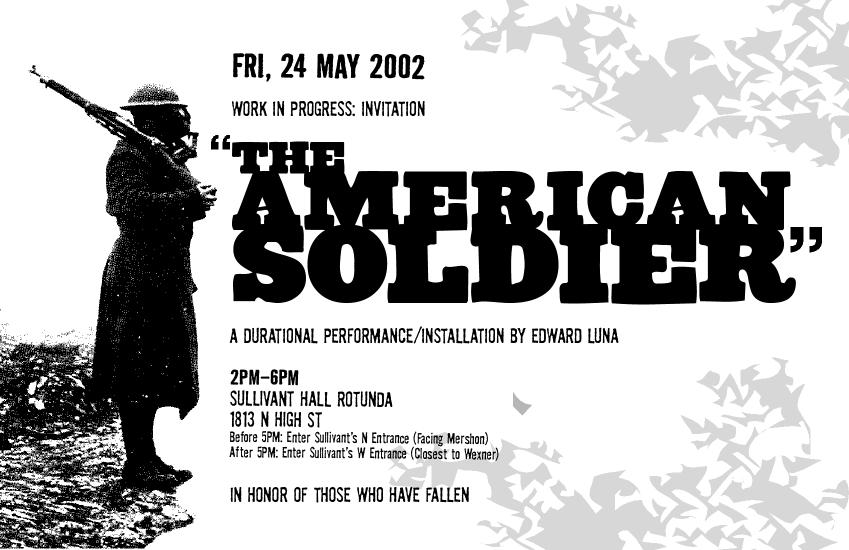 FRI, 24 MAY 2002
WORK IN PROGRESS: INVITATION
“THE
AMERICAN
SOLDIER”
A DURATIONAL PERFORMANCE/INSTALLATION BY EDWARD LUNA
2PM–6PM
SULLIVANT HALL ROTUNDA
1813 N HIGH ST
Before 5PM: Enter Sullivant's N Entrance (Facing Mershon)
After 5PM: Enter Sullivant's W Entrance (Closest to Wexner)
IN HONOR OF THOSE WHO HAVE FALLEN